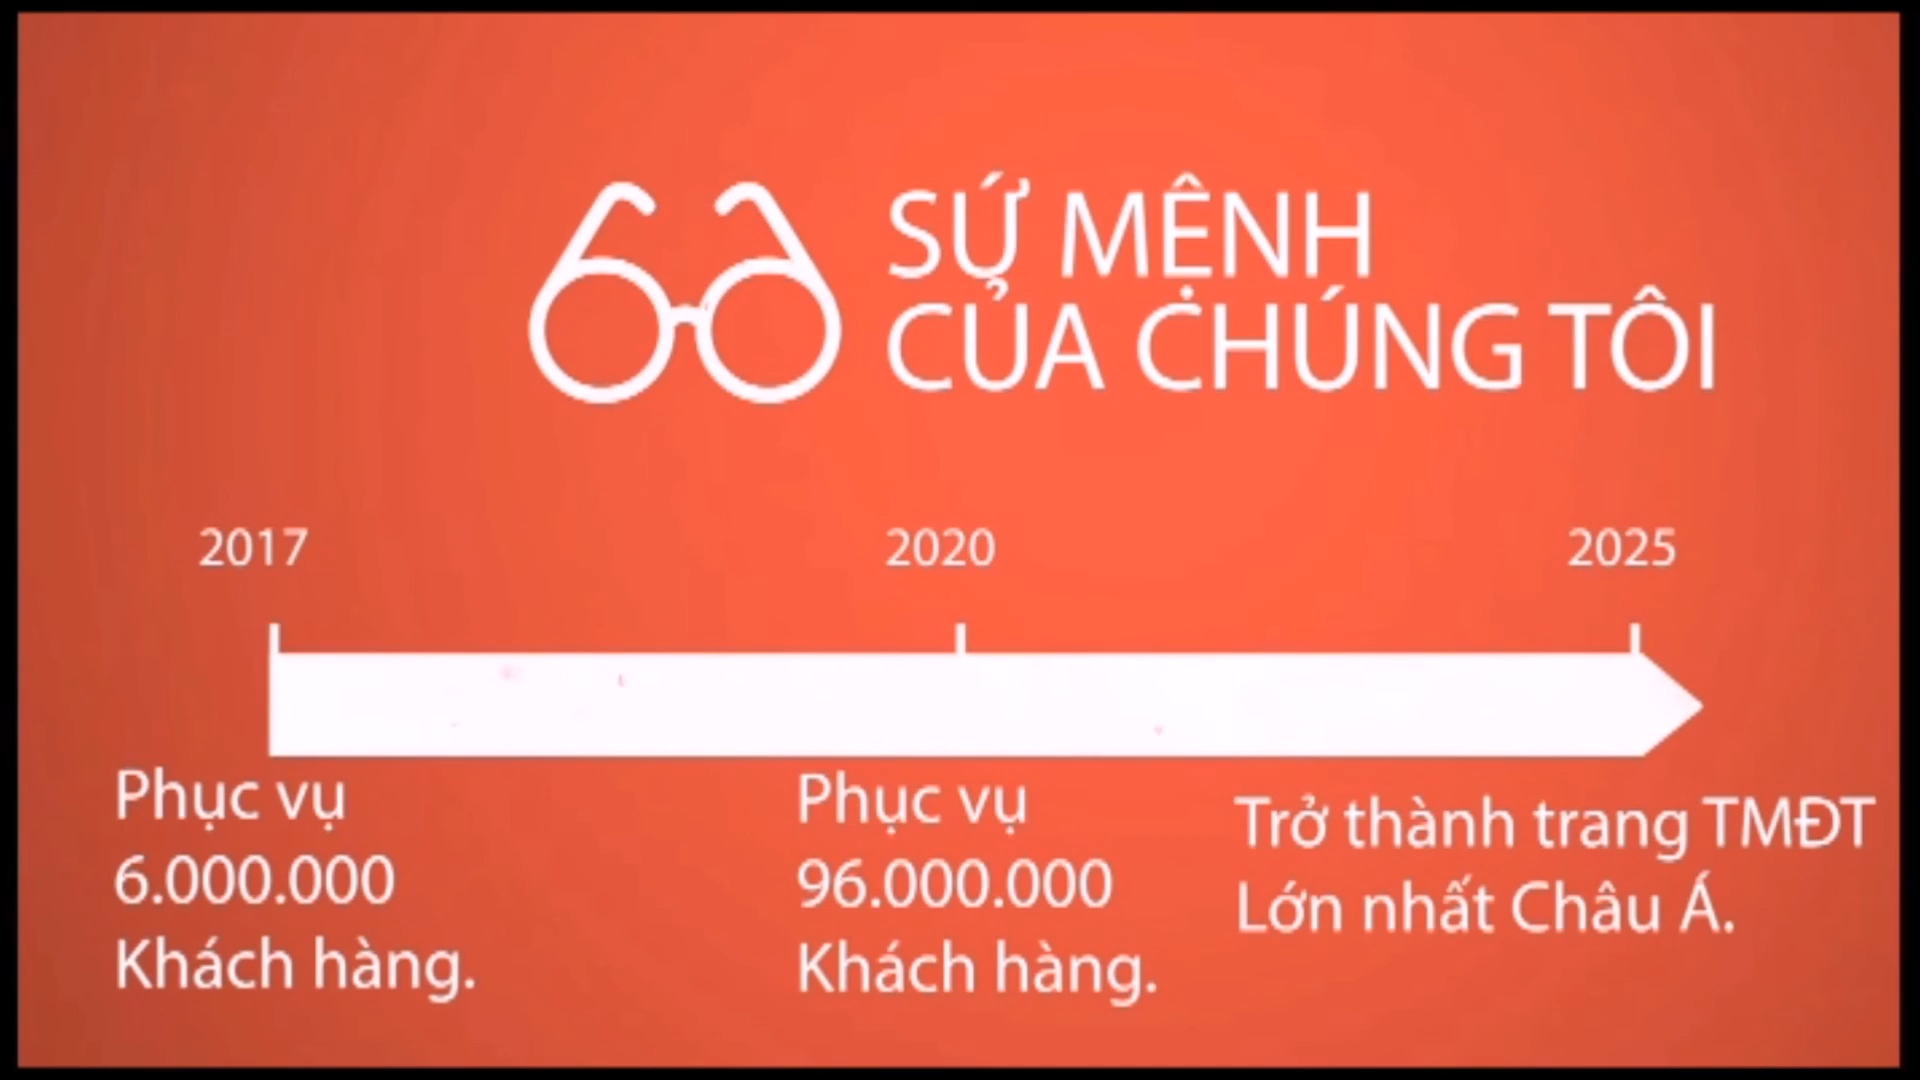 SỨ MỆNH
CỦA CHÚNG TÔI
2017
2020
2025
Phục vụ
6.000.000
Khách hàng.
Phục vụ
96.000.000
Khách hàng.
Trở thành trang TMĐT
Lớn nhất Châu Á.